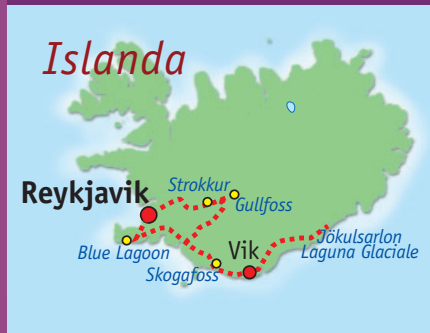 Islanda
Strokkur
Reykjavik
Gullfoss
Blue Lagoon
Vik
Jökulsarlon
Laguna Glaciale
Skogafoss